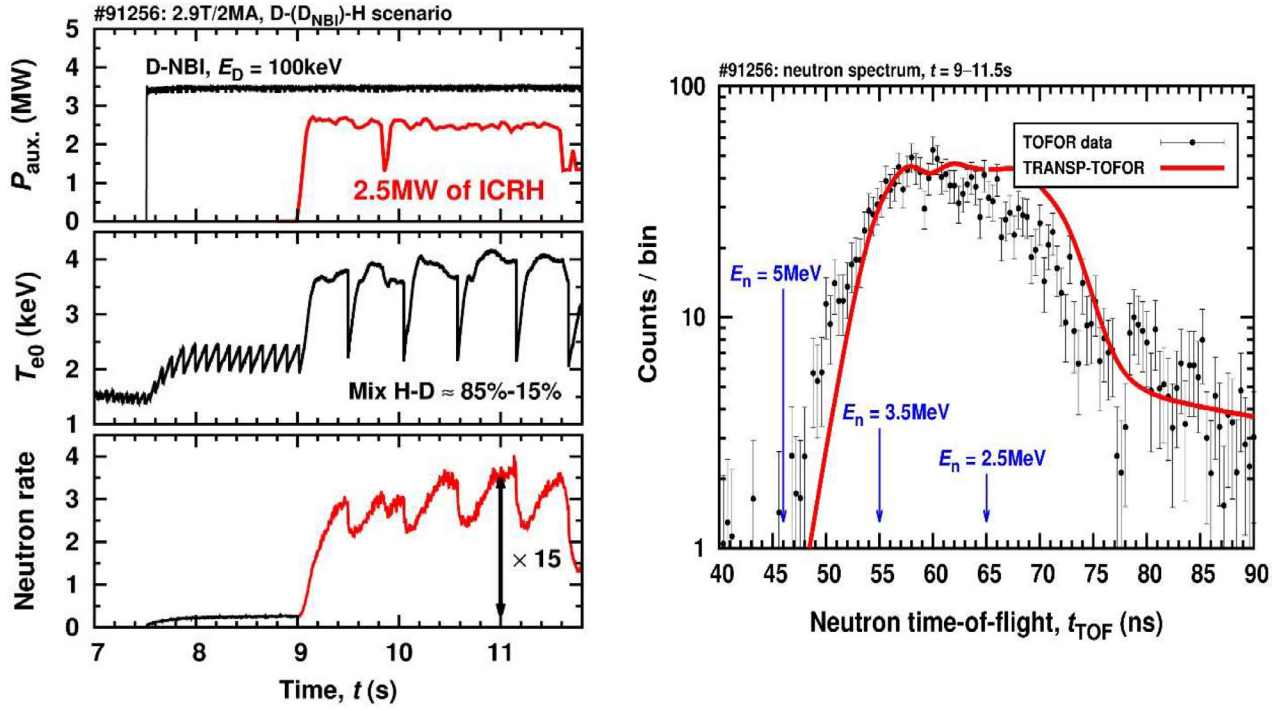 #91256: 2.9T/2MA, D-(D_NBI)-H scenario
5
4
3
2
1
0
P_aux. (MW)
D-NBI, E_D = 100keV
2.5MW of ICRH
4
3
2
1
T_e0 (keV)
Mix H-D ≈ 85%-15%
4
3
2
1
0
Neutron rate
× 15
7 8 9 10 11
Time, t (s)
#91256: neutron spectrum, t = 9–11.5s
100
10
1
Counts / bin
TOFOR data
TRANSP-TOFOR
E_n = 5MeV
E_n = 3.5MeV
E_n = 2.5MeV
40 45 50 55 60 65 70 75 80 85 90
Neutron time-of-flight, t_TOF (ns)